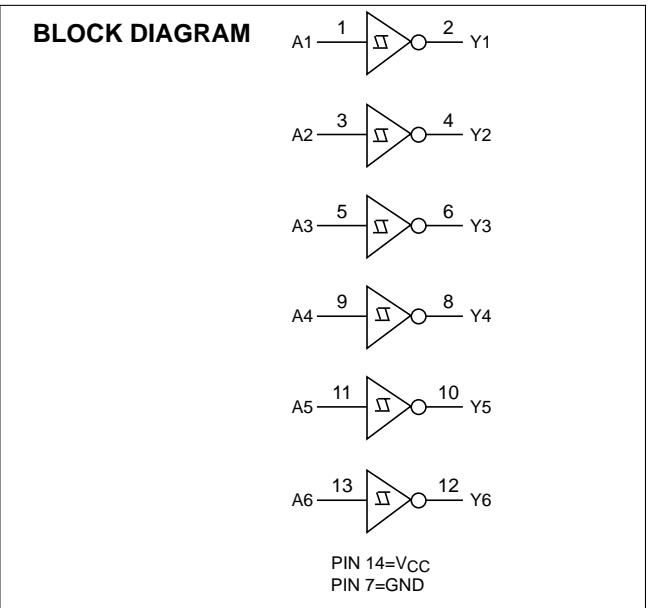 BLOCK DIAGRAM
A1 1 2 Y1
A2 3 4 Y2
A3 5 6 Y3
A4 9 8 Y4
A5 11 10 Y5
A6 13 12 Y6
PIN 14=VCC
PIN 7=GND